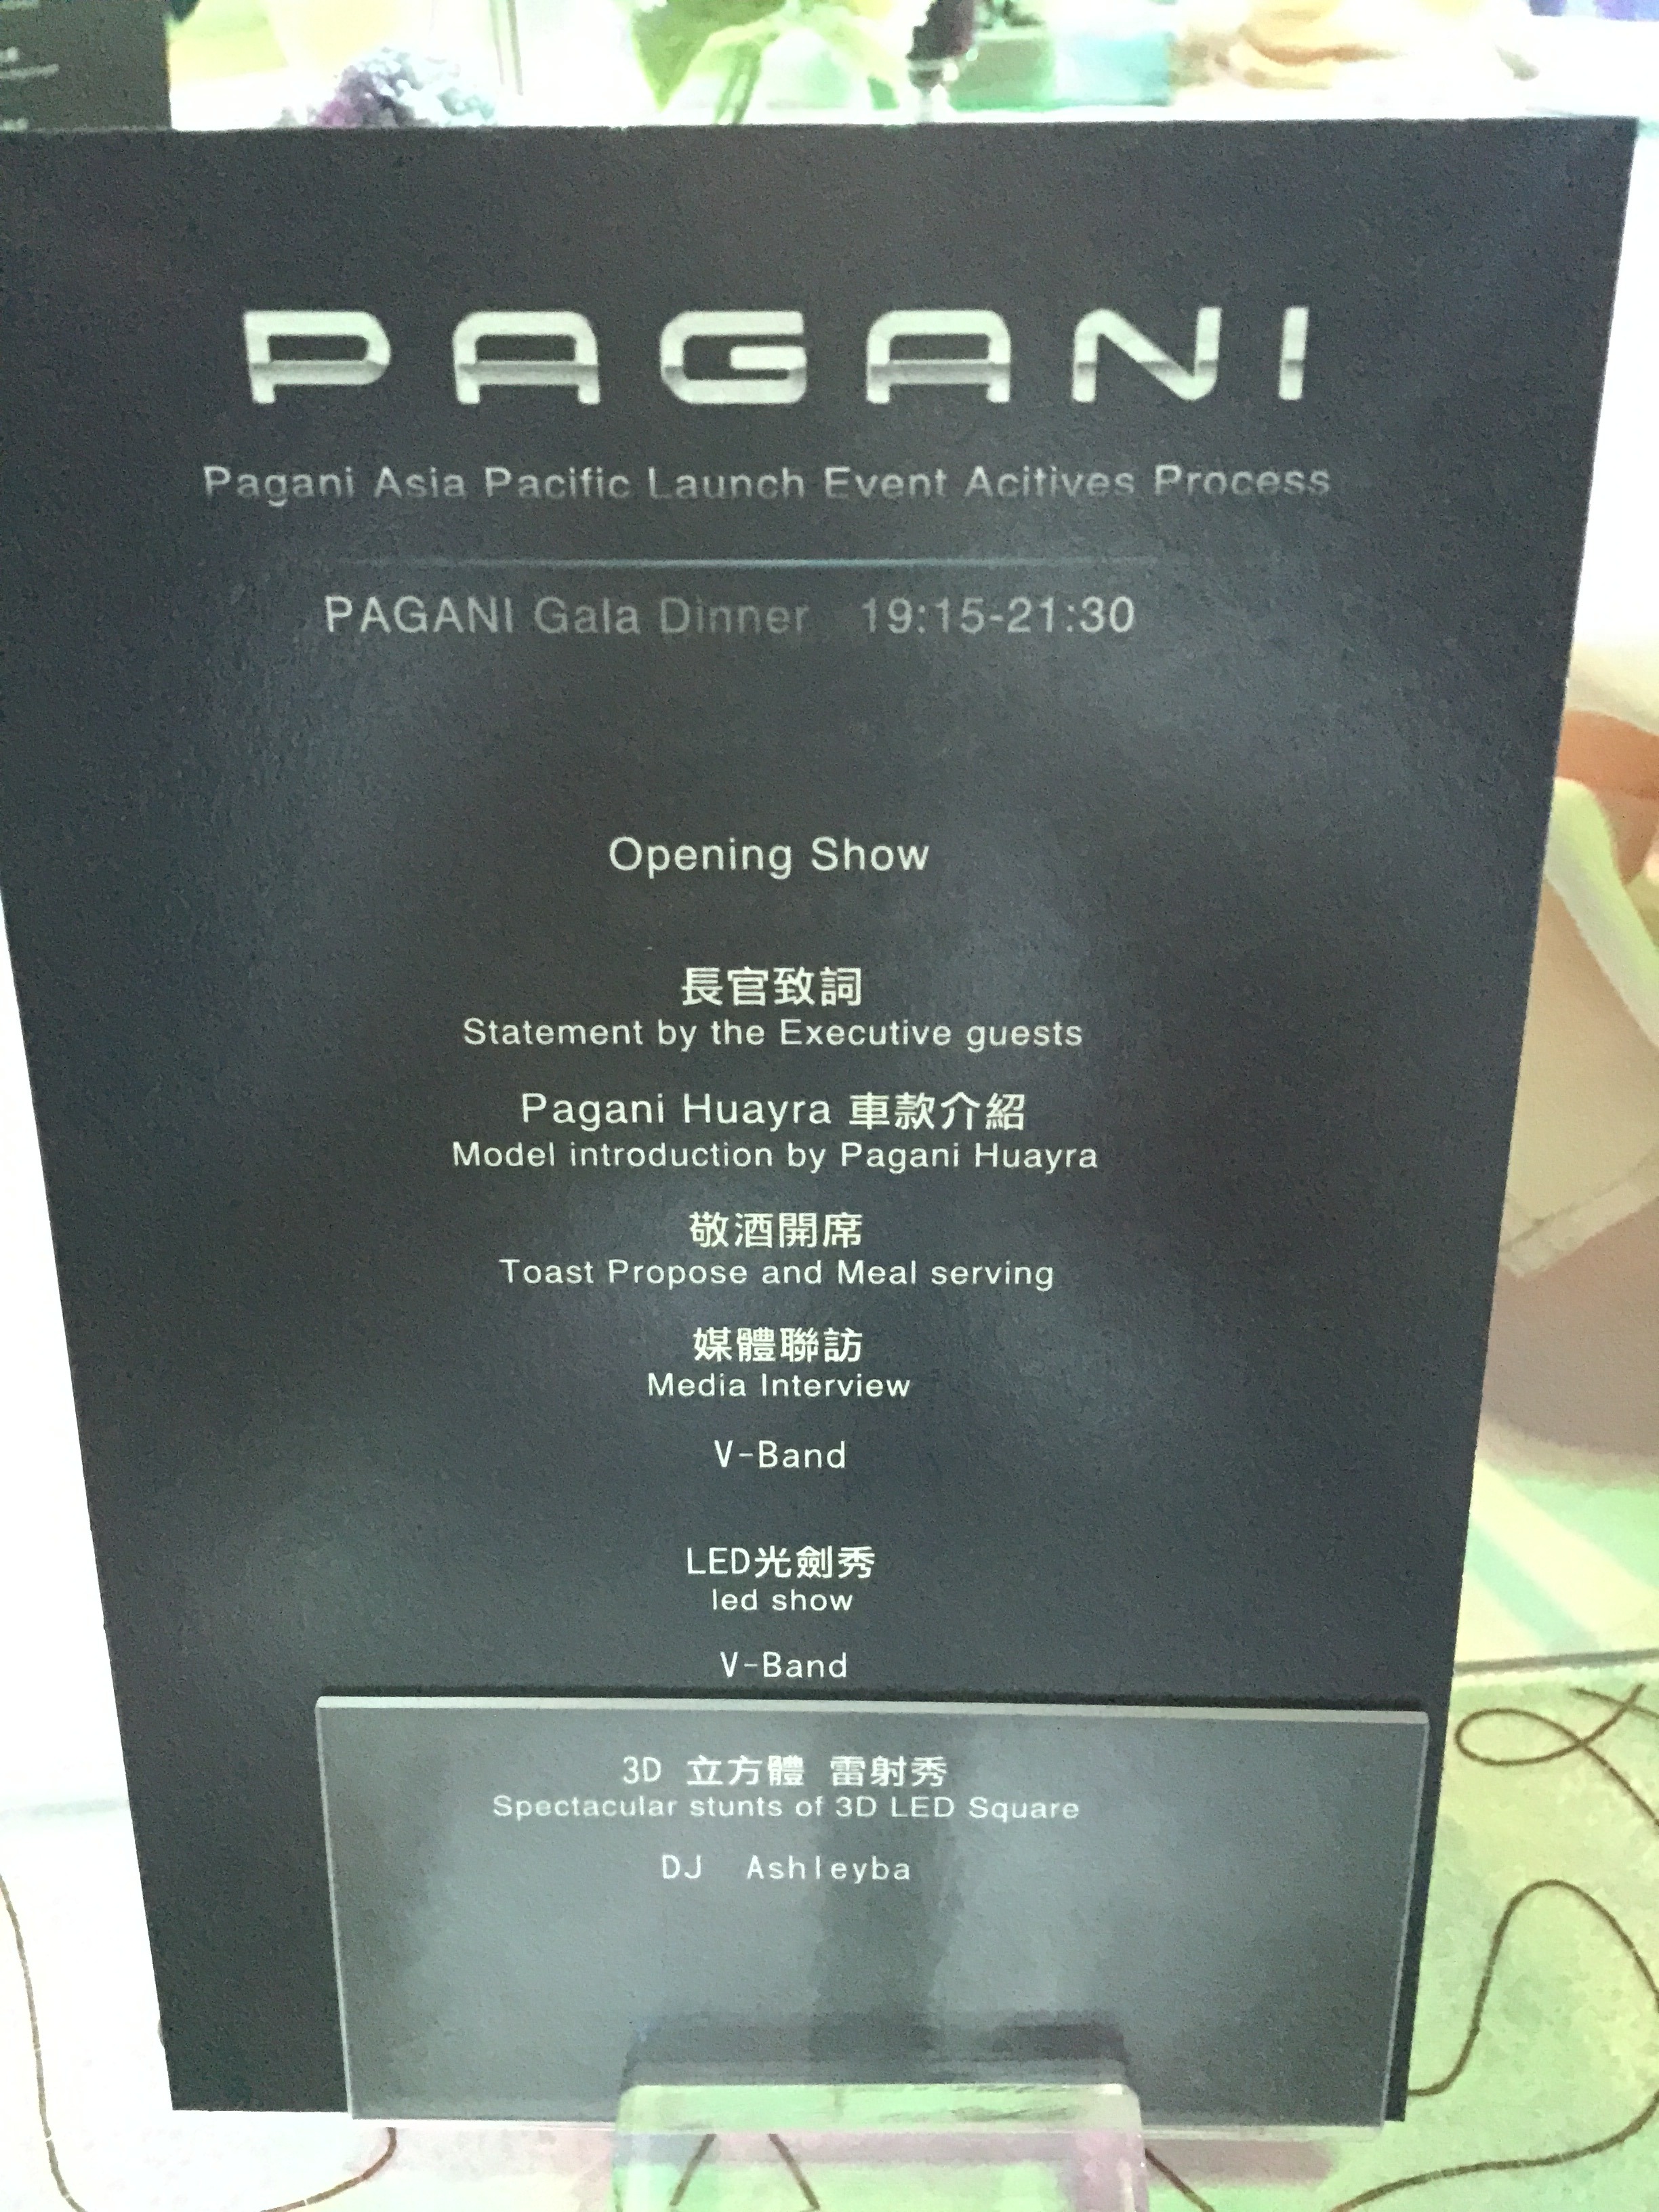 PAGANI
Pagani Asia Pacific Launch Event Acitives Process
PAGANI Gala Dinner 19:15-21:30
Opening Show
長官致詞
Statement by the Executive guests
Pagani Huayra 車款介紹
Model introduction by Pagani Huayra
敬酒開席
Toast Propose and Meal serving
媒體聯訪
Media Interview
V-Band
LED光劍秀
led show
V-Band
3D 立方體 雷射秀
Spectacular stunts of 3D LED Square
DJ Ashleyba